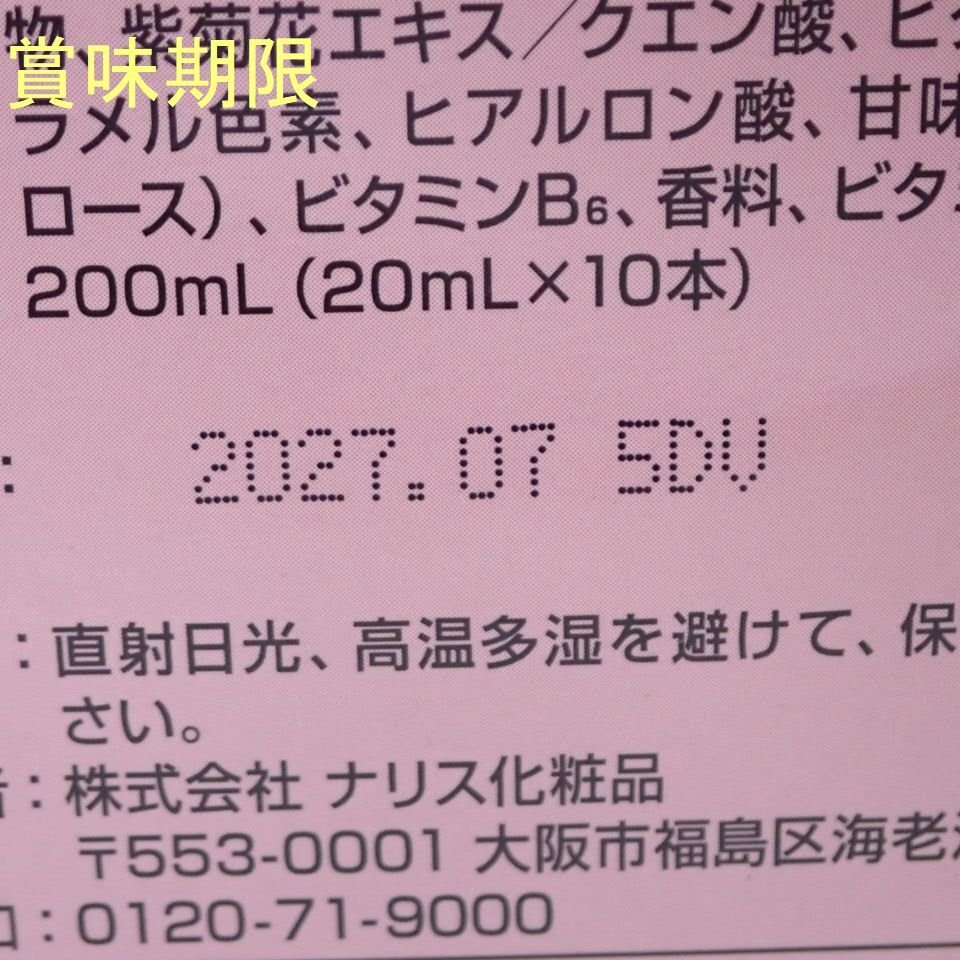 物、紫菊花エキス／クエン酸、ビ
賞味期限
ラメル色素、ヒアルロン酸、甘味
ロース）、ビタミンB₆、香料、ビタ
200mL（20mL×10本）
: 2027.07 5DV
：直射日光、高温多湿を避けて、保
さい。
：株式会社 ナリス化粧品
〒553-0001 大阪市福島区海老
口：0120-71-9000